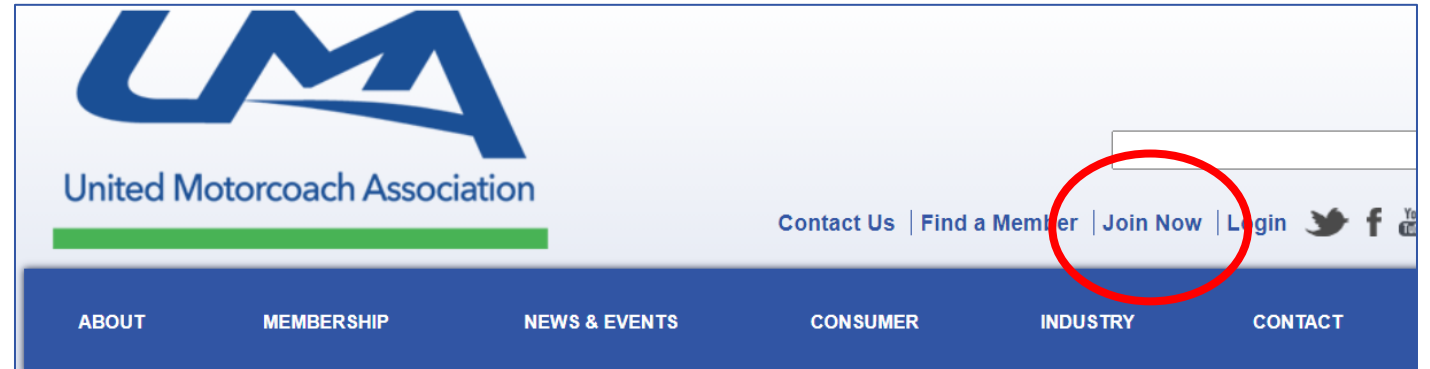 UMA
United Motorcoach Association
Contact Us | Find a Member | Join Now | Login
ABOUT MEMBERSHIP NEWS & EVENTS CONSUMER INDUSTRY CONTACT